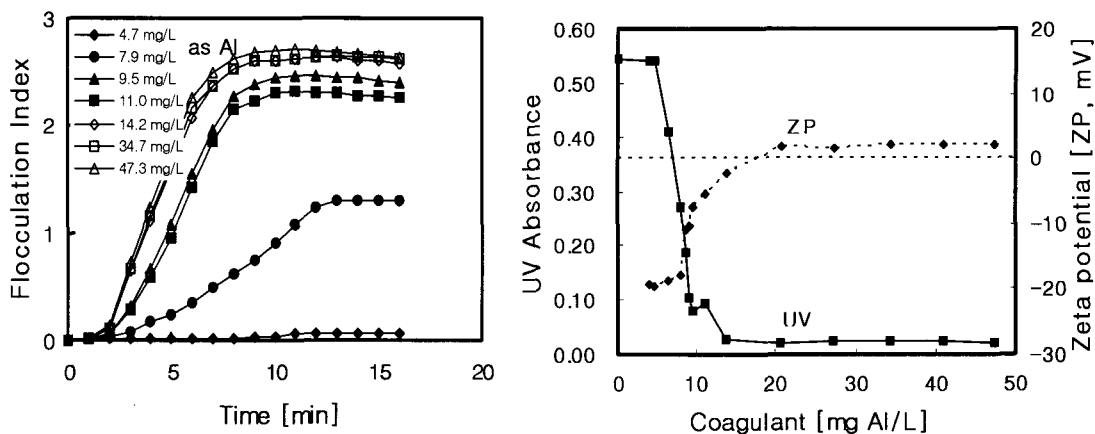 4.7 mg/L
7.9 mg/L
9.5 mg/L
11.0 mg/L
14.2 mg/L
34.7 mg/L
47.3 mg/L
as Al
3
2
1
0
0
5
10
15
20
Flocculation Index
Time [min]
0.60
0.50
0.40
0.30
0.20
0.10
0.00
UV Absorbance
ZP
UV
20
10
0
-10
-20
-30
Zeta potential [ZP, mV]
0
10
20
30
40
50
Coagulant [mg Al/L]